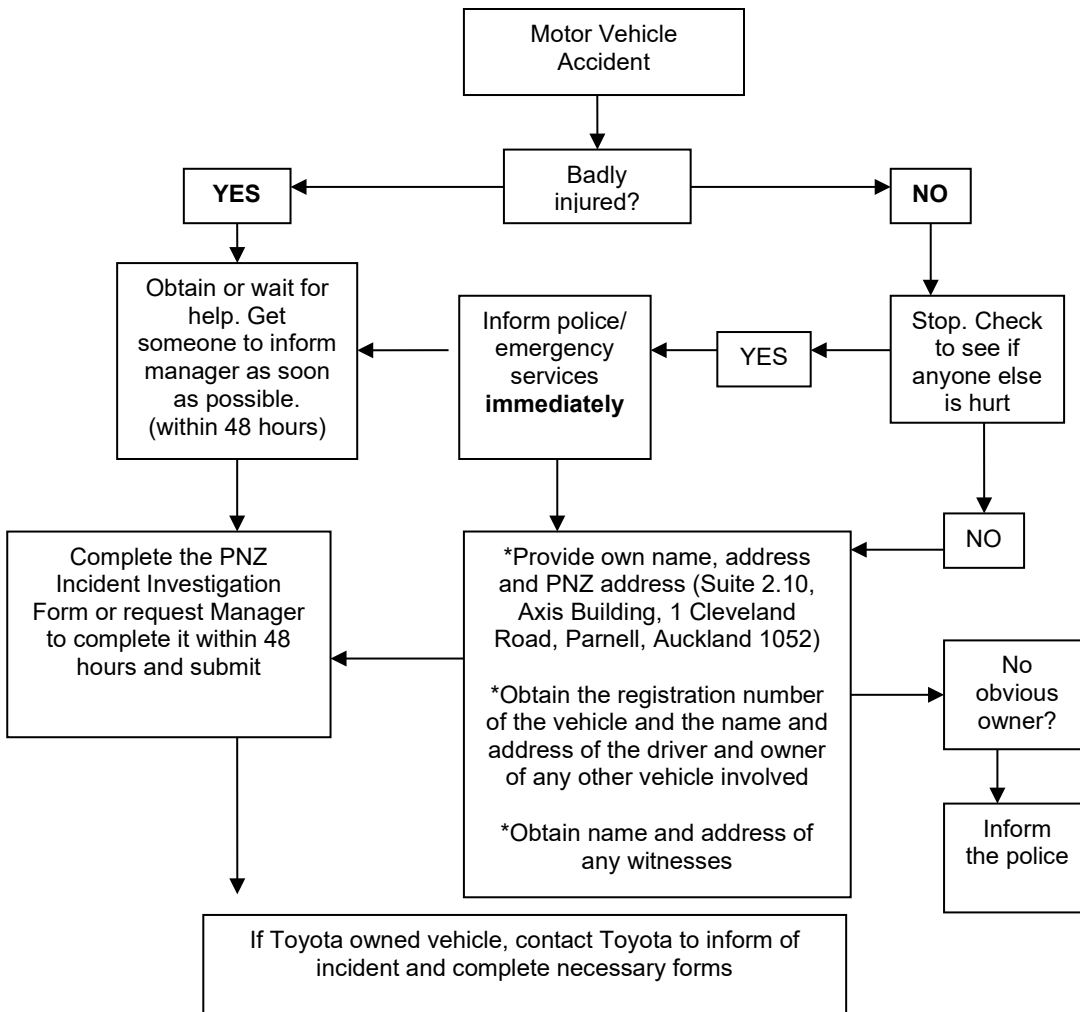 Motor Vehicle
Accident
Badly
injured?
YES
NO
Obtain or wait for
help. Get
someone to inform
manager as soon
as possible.
(within 48 hours)
Inform police/
emergency
services
immediately
YES
Stop. Check
to see if
anyone else
is hurt
NO
Complete the PNZ
Incident Investigation
Form or request Manager
to complete it within 48
hours and submit
*Provide own name, address
and PNZ address (Suite 2.10,
Axis Building, 1 Cleveland
Road, Parnell, Auckland 1052)
*Obtain the registration number
of the vehicle and the name and
address of the driver and owner
of any other vehicle involved
*Obtain name and address of
any witnesses
No
obvious
owner?
Inform
the police
If Toyota owned vehicle, contact Toyota to inform of
incident and complete necessary forms